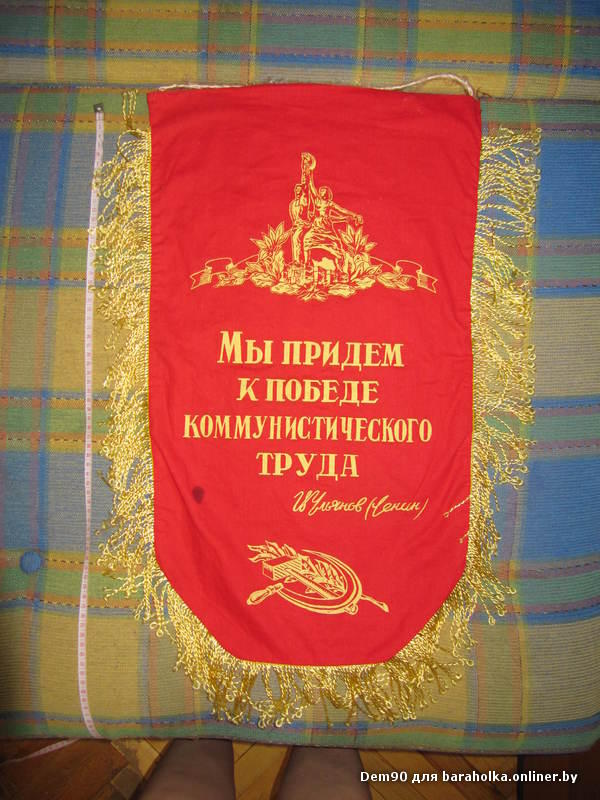 Мы придем
к победе
коммунистического
труда
В Ульянов (Ленин)
Dem90 для baraholka.onliner.by